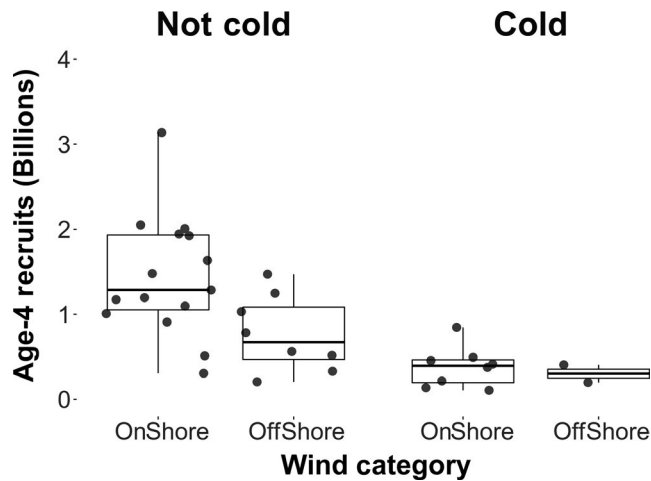 Not cold
Cold
Age-4 recruits (Billions)
4
3
2
1
0
OnShore
OffShore
OnShore
OffShore
Wind category